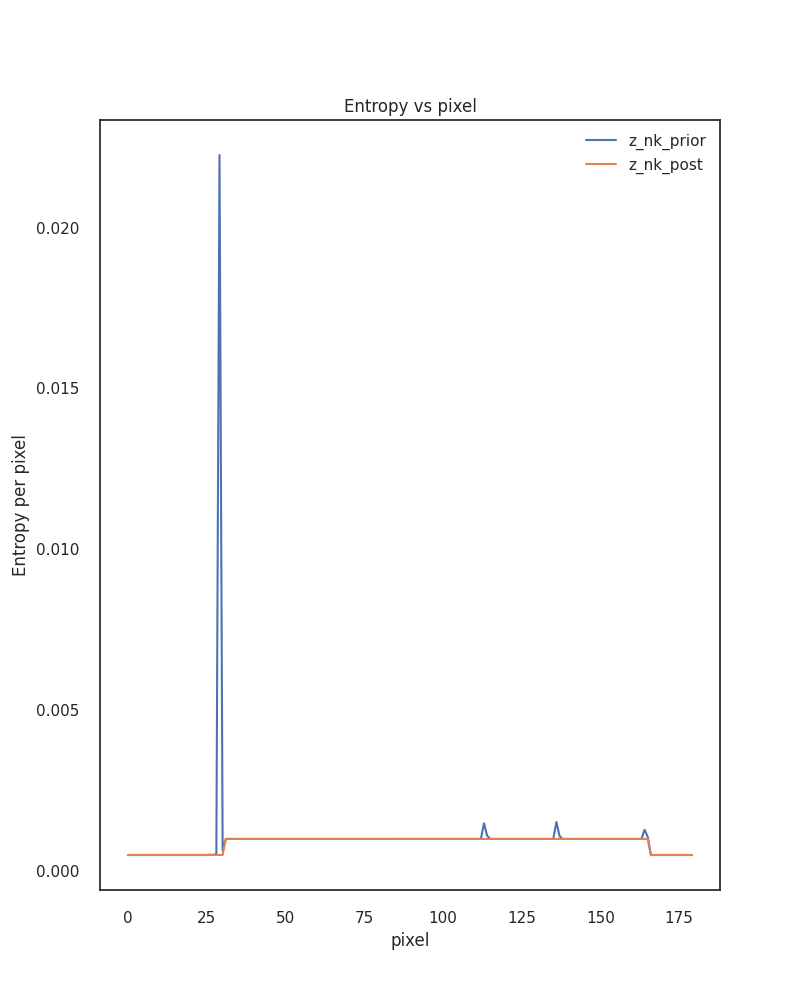 Entropy vs pixel
z_nk_prior
z_nk_post
Entropy per pixel
0.020
0.015
0.010
0.005
0.000
0 25 50 75 100 125 150 175
pixel